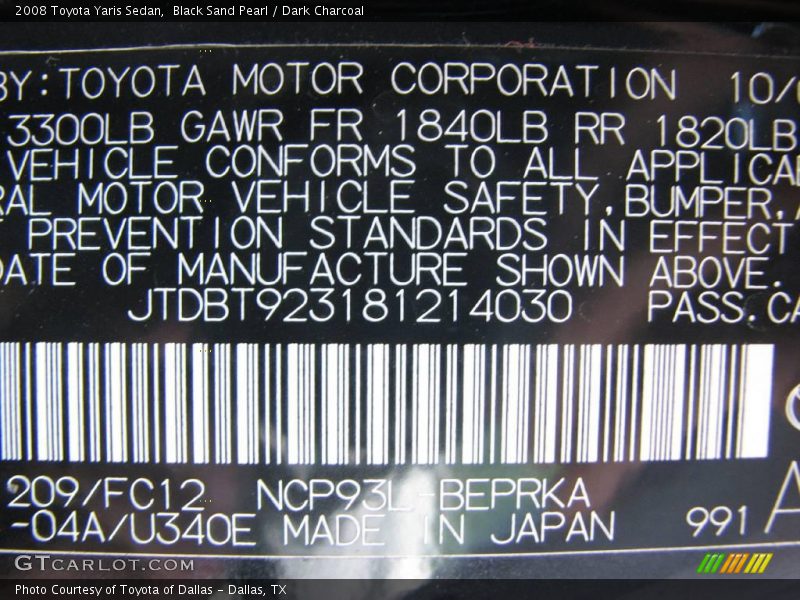 2008 Toyota Yaris Sedan,  Black Sand Pearl / Dark Charcoal
BY:TOYOTA MOTOR CORPORATION 10/0
3300LB GAWR FR 1840LB RR 1820LB
VEHICLE CONFORMS TO ALL APPLICA
RAL MOTOR VEHICLE SAFETY,BUMPER,
T PREVENTION STANDARDS IN EFFECT
DATE OF MANUFACTURE SHOWN ABOVE.
JTDBT923181214030 PASS.CA
209/FC12 NCP93L-BEPRKA
-04A/U340E MADE IN JAPAN 991 A
GTCARLOT.COM
Photo Courtesy of Toyota of Dallas - Dallas, TX